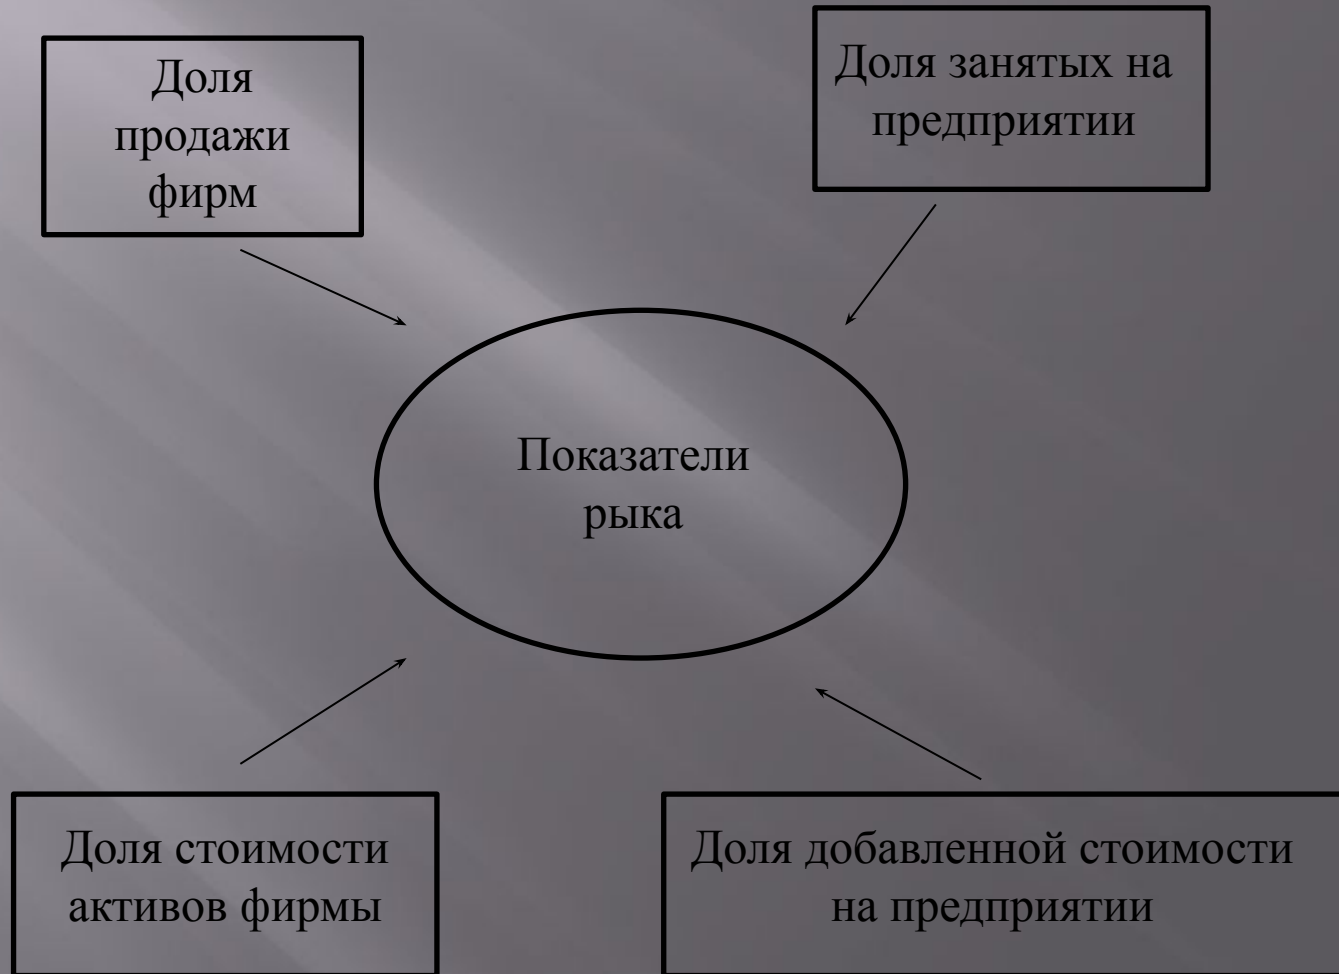 Доля
продажи
фирм
Доля занятых на
предприятии
Показатели
рыка
Доля стоимости
активов фирмы
Доля добавленной стоимости
на предприятии